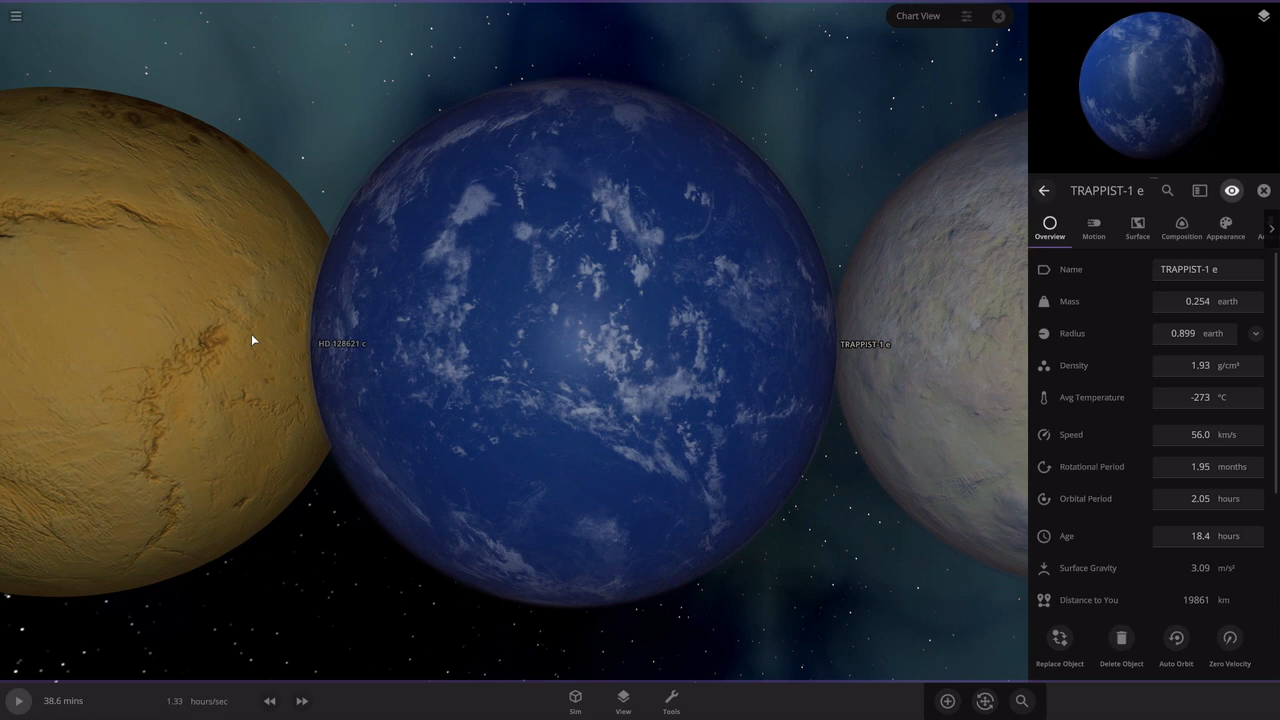 Chart View
HD 128621 c
TRAPPIST-1 e
TRAPPIST-1 e
Overview
Motion
Surface
Composition
Appearance
Name TRAPPIST-1 e
Mass 0.254 earth
Radius 0.899 earth
Density 1.93 g/cm³
Avg Temperature -273 °C
Speed 56.0 km/s
Rotational Period 1.95 months
Orbital Period 2.05 hours
Age 18.4 hours
Surface Gravity 3.09 m/s²
Distance to You 19861 km
Replace Object
Delete Object
Auto Orbit
Zero Velocity
38.6 mins
1.33 hours/sec
Sim
View
Tools